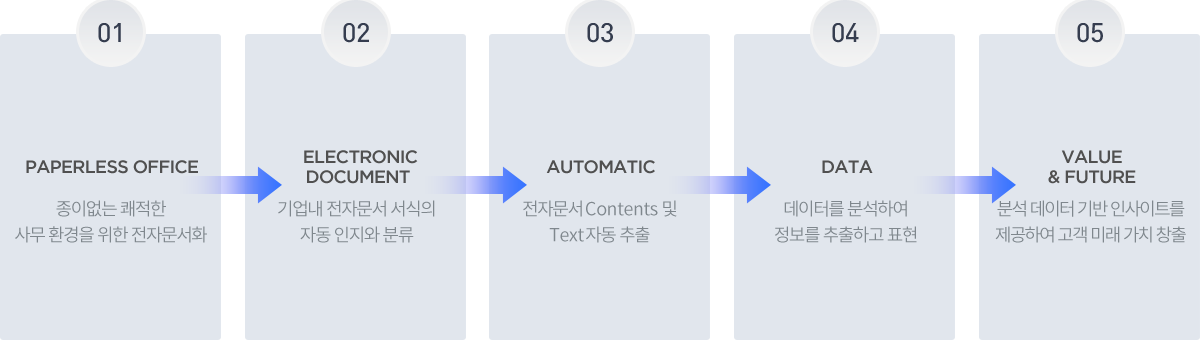 01
PAPERLESS OFFICE
종이없는 쾌적한
사무 환경을 위한 전자문서화
02
ELECTRONIC
DOCUMENT
기업내 전자문서 서식의
자동 인지와 분류
03
AUTOMATIC
전자문서 Contents 및
Text 자동 추출
04
DATA
데이터를 분석하여
정보를 추출하고 표현
05
VALUE
& FUTURE
분석 데이터 기반 인사이트를
제공하여 고객 미래 가치 창출